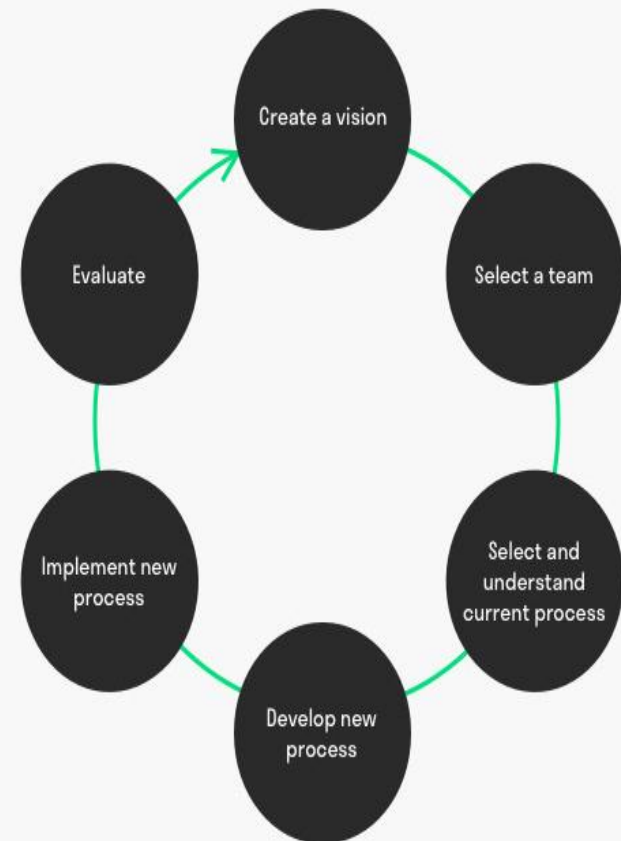 Create a vision
Select a team
Select and
understand
current process
Develop new
process
Implement new
process
Evaluate